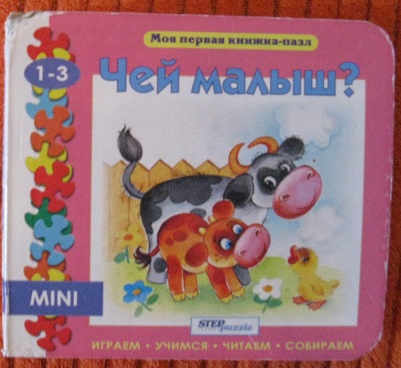 Моя первая книжка-пазл
1-3
Чей малыш?
MINI
STEP puzzle
ИГРАЕМ • УЧИМСЯ • ЧИТАЕМ • СОБИРАЕМ